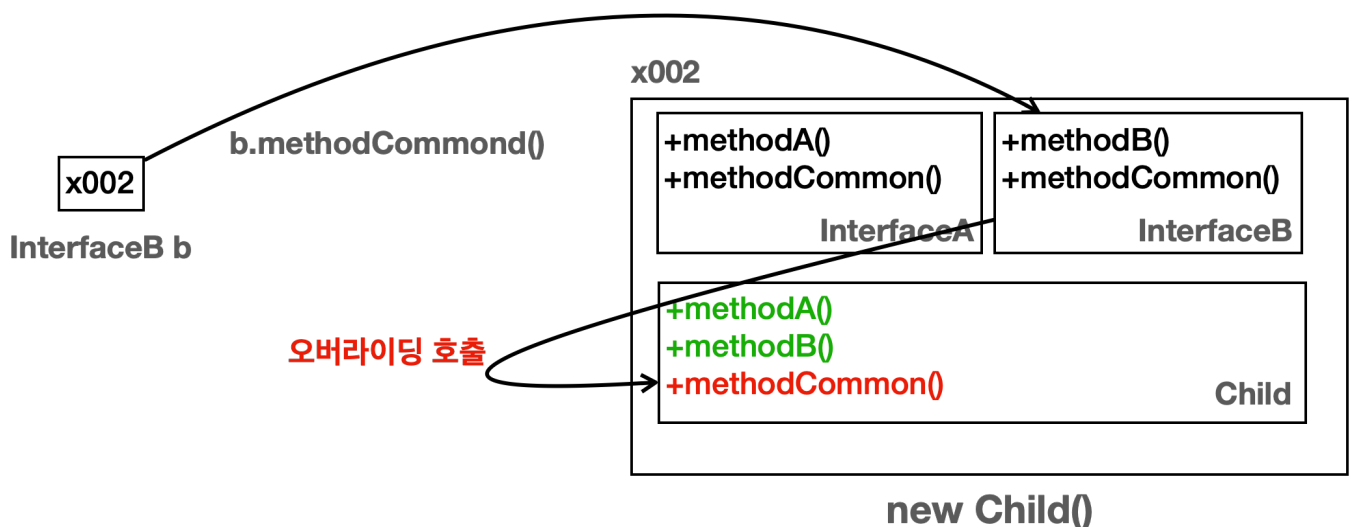 x002
b.methodCommond()
x002
InterfaceB b
+methodA()
+methodCommon()
InterfaceA
+methodB()
+methodCommon()
InterfaceB
오버라이딩 호출
+methodA()
+methodB()
+methodCommon()
Child
new Child()